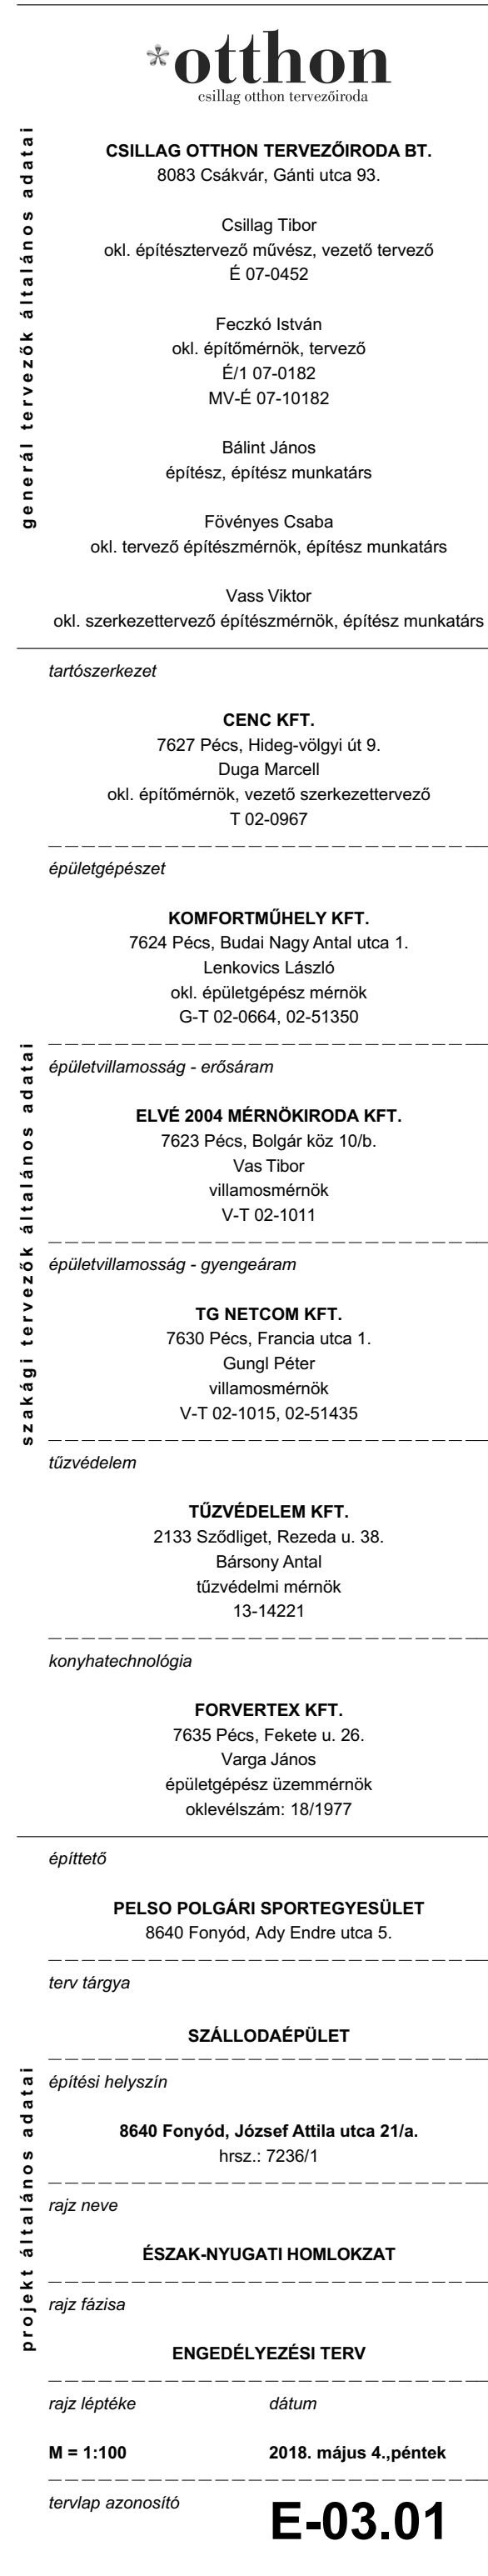 *otthon
csillag otthon tervezőiroda
generál tervezők általános adatai
CSILLAG OTTHON TERVEZŐIRODA BT.
8083 Csákvár, Gánti utca 93.
Csillag Tibor
okl. építésztervező művész, vezető tervező
É 07-0452
Feczkó István
okl. építőmérnök, tervező
É/1 07-0182
MV-É 07-10182
Bálint János
építész, építész munkatárs
Fövényes Csaba
okl. tervező építészmérnök, építész munkatárs
Vass Viktor
okl. szerkezettervező építészmérnök, építész munkatárs
szakági tervezők általános adatai
tartószerkezet
CENC KFT.
7627 Pécs, Hideg-völgyi út 9.
Duga Marcell
okl. építőmérnök, vezető szerkezettervező
T 02-0967
épületgépészet
KOMFORTMŰHELY KFT.
7624 Pécs, Budai Nagy Antal utca 1.
Lenkovics László
okl. épületgépész mérnök
G-T 02-0664, 02-51350
épületvillamosság - erősáram
ELVÉ 2004 MÉRNÖKIRODA KFT.
7623 Pécs, Bolgár köz 10/b.
Vas Tibor
villamosmérnök
V-T 02-1011
épületvillamosság - gyengeáram
TG NETCOM KFT.
7630 Pécs, Francia utca 1.
Gungl Péter
villamosmérnök
V-T 02-1015, 02-51435
tűzvédelem
TŰZVÉDELEM KFT.
2133 Sződliget, Rezeda u. 38.
Bársony Antal
tűzvédelmi mérnök
13-14221
konyhatechnológia
FORVERTEX KFT.
7635 Pécs, Fekete u. 26.
Varga János
épületgépész üzemmérnök
oklevélszám: 18/1977
projekt általános adatai
építtető
PELSO POLGÁRI SPORTEGYESÜLET
8640 Fonyód, Ady Endre utca 5.
terv tárgya
SZÁLLODAÉPÜLET
építési helyszín
8640 Fonyód, József Attila utca 21/a.
hrsz.: 7236/1
rajz neve
ÉSZAK-NYUGATI HOMLOKZAT
rajz fázisa
ENGEDÉLYEZÉSI TERV
rajz léptéke dátum
M = 1:100 2018. május 4.,péntek
tervlap azonosító E-03.01